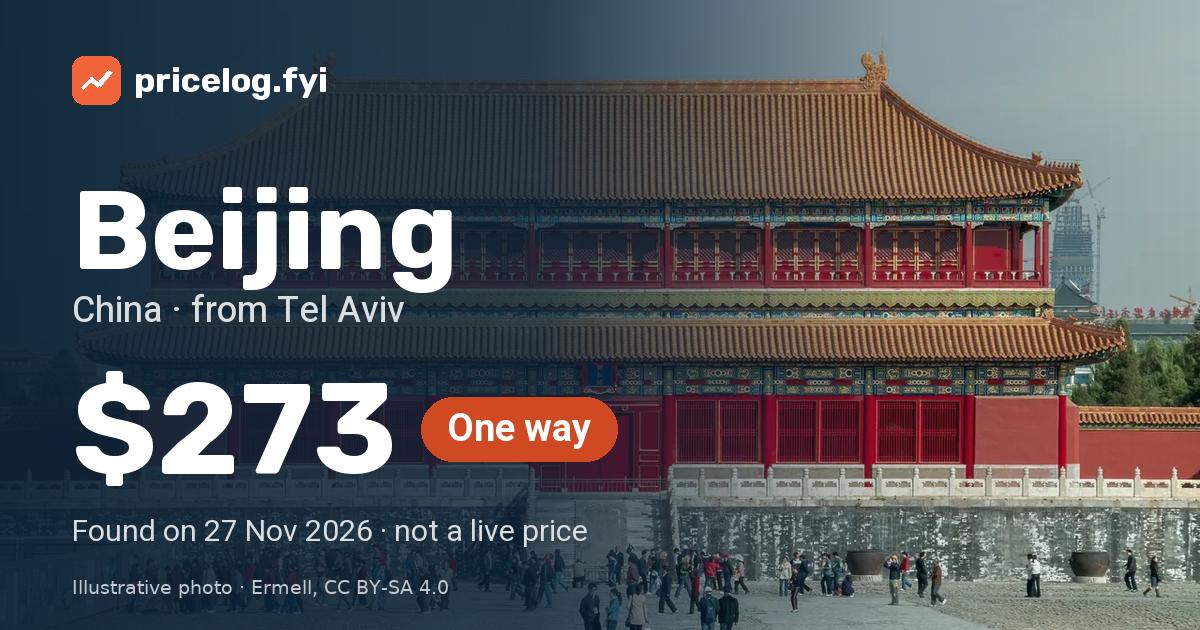 pricelog.fyi
Beijing
China · from Tel Aviv
$273
One way
Found on 27 Nov 2026 · not a live price
Illustrative photo · Ermell, CC BY-SA 4.0